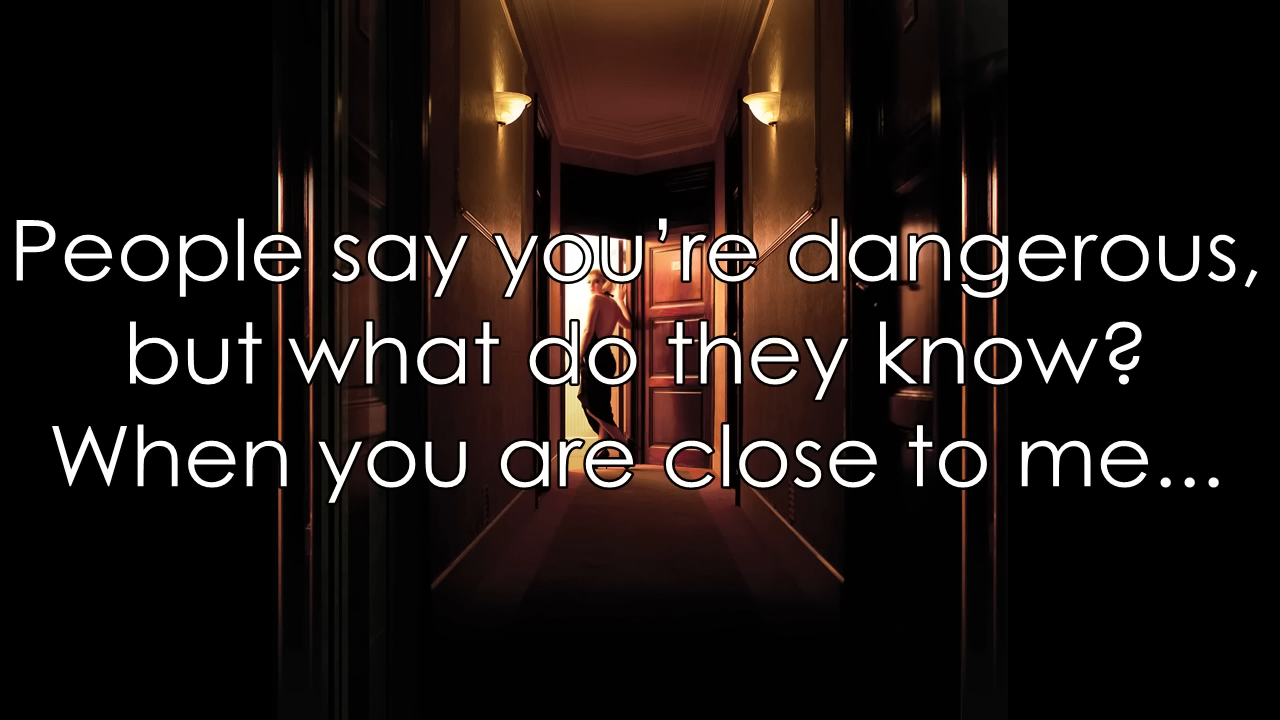 People say you’re dangerous,
but what do they know?
When you are close to me...